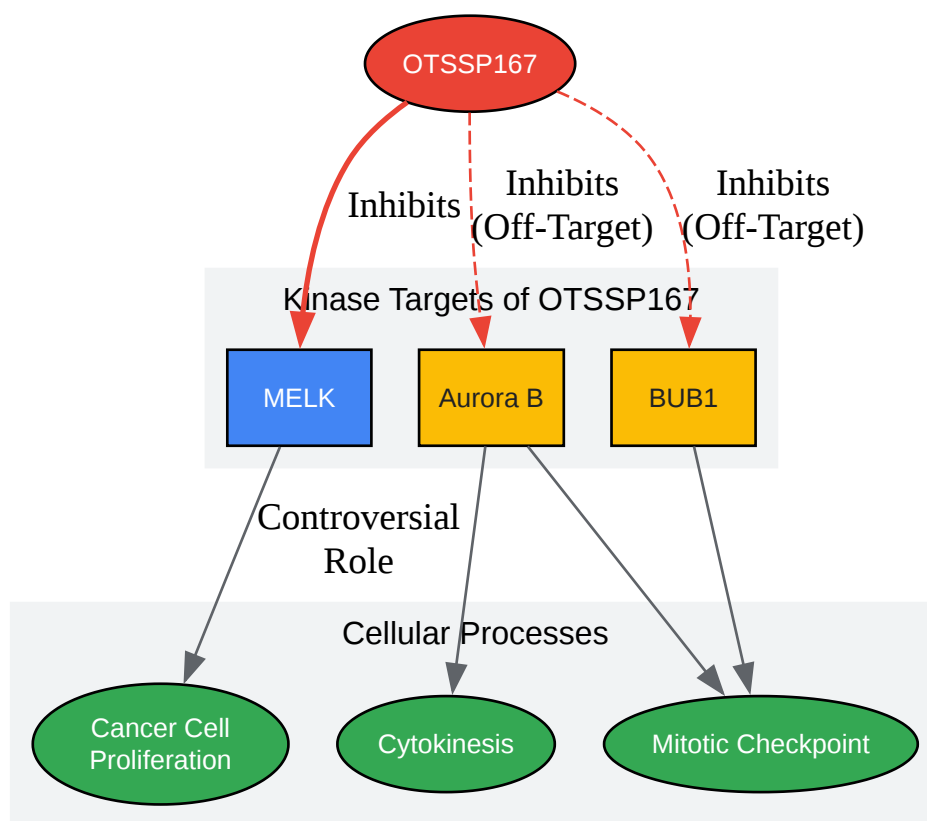 OTSSP167
Inhibits
Inhibits
(Off-Target)
Inhibits
(Off-Target)
Kinase Targets of OTSSP167
MELK
Aurora B
BUB1
Controversial
Role
Cellular Processes
Cancer Cell
Proliferation
Cytokinesis
Mitotic Checkpoint